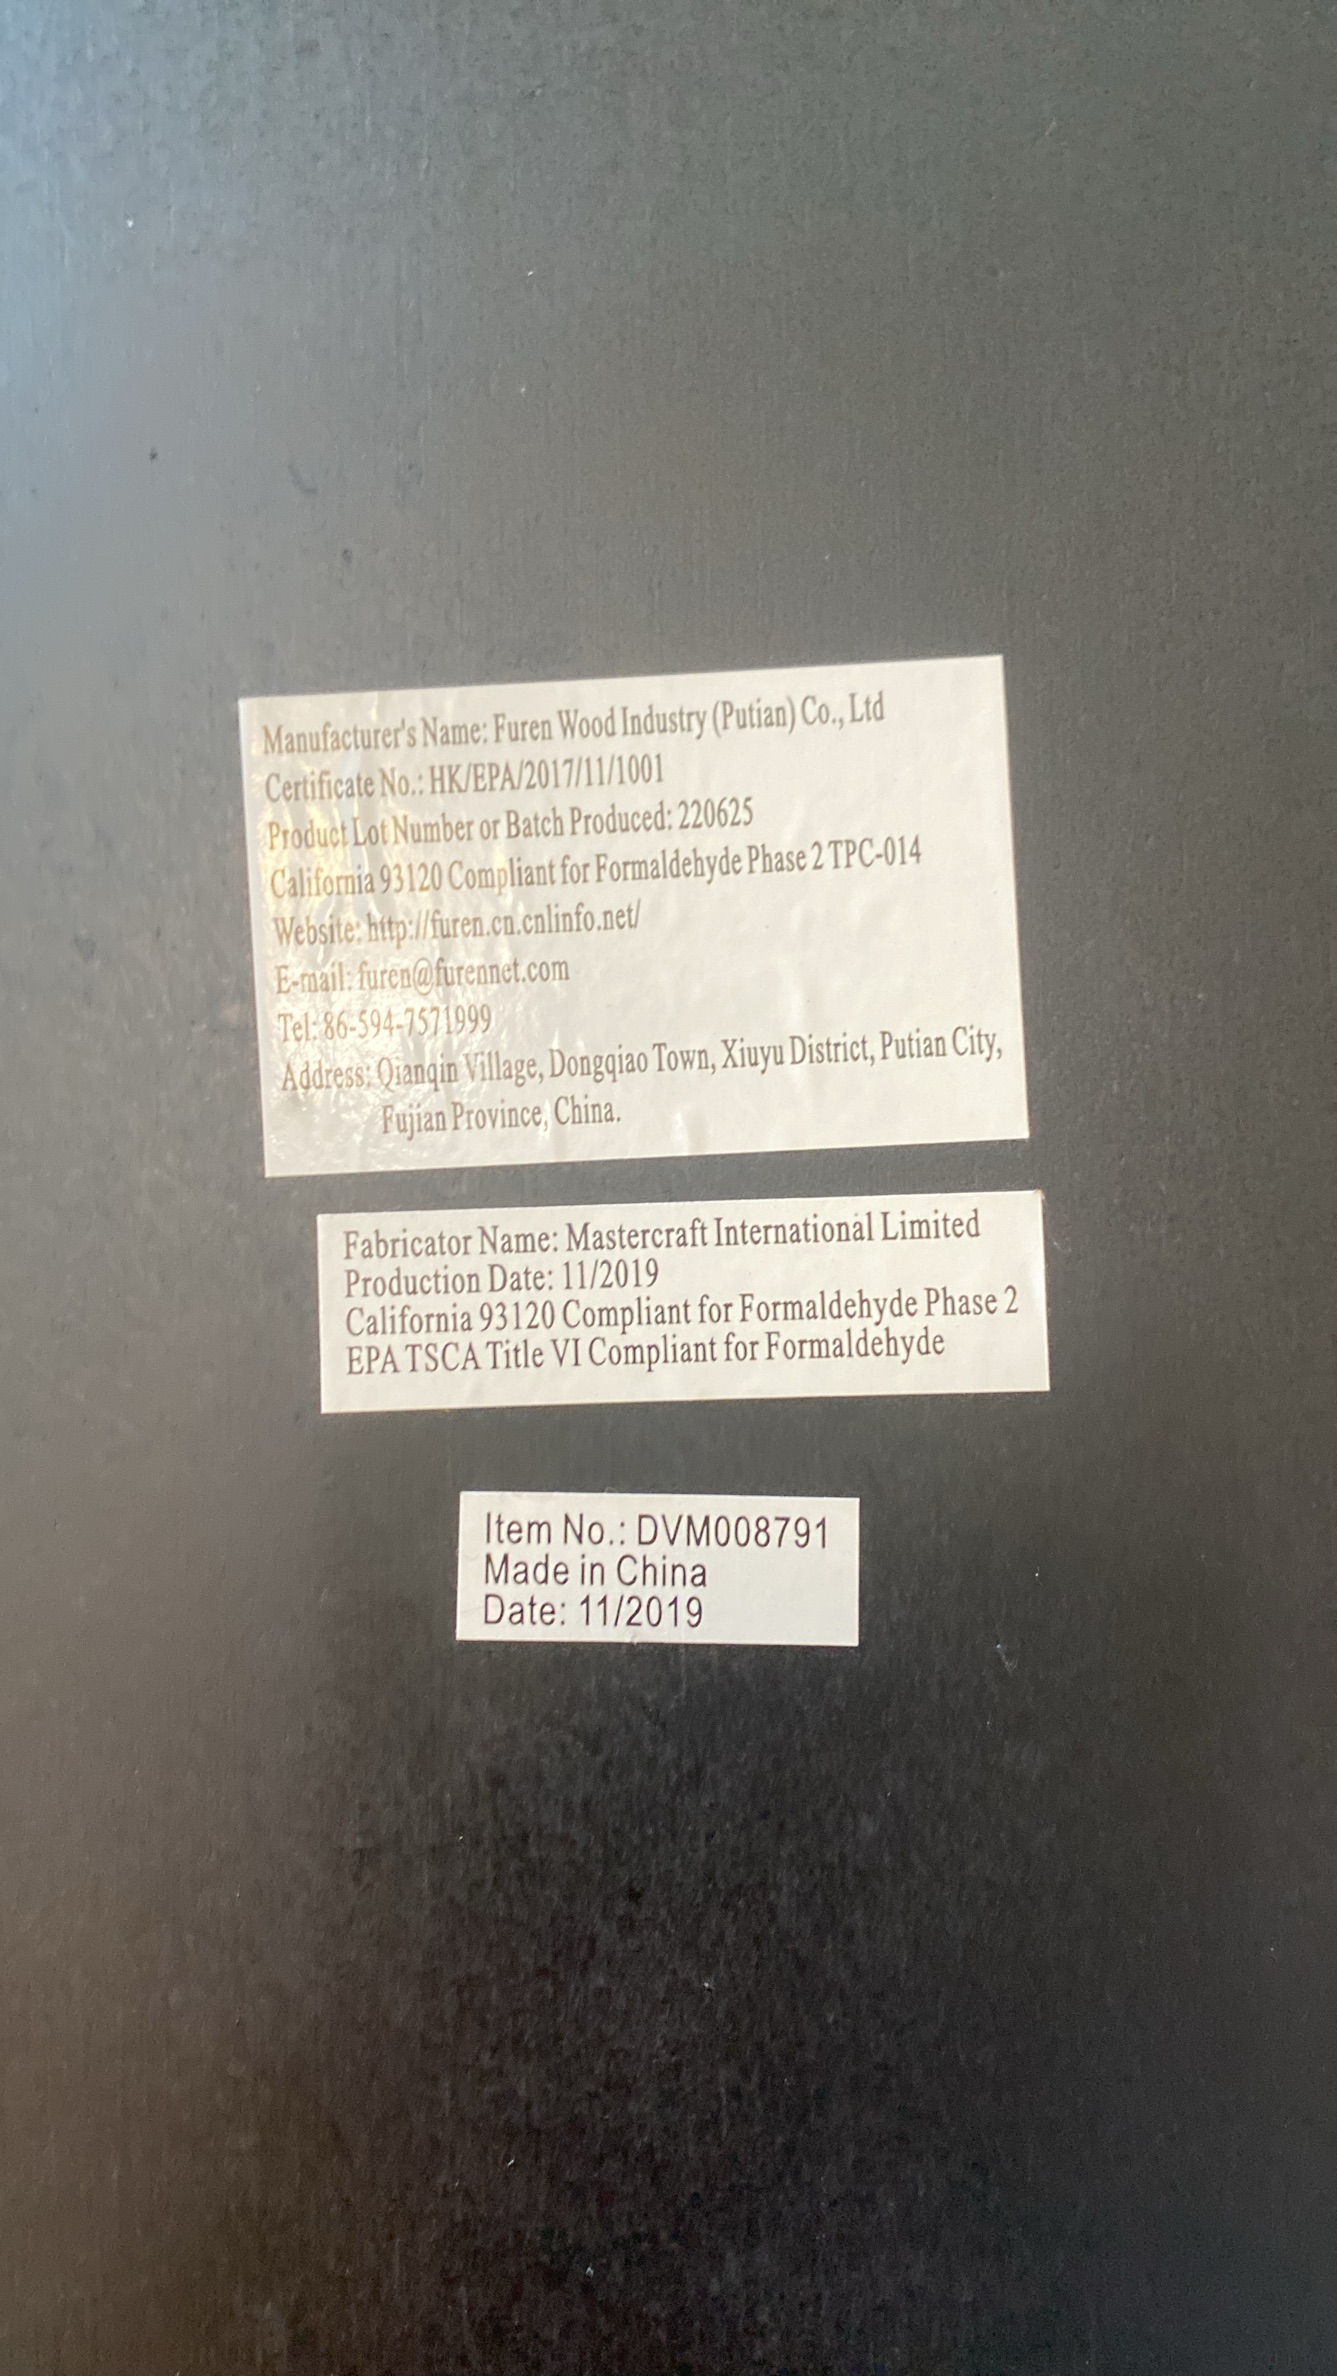 Manufacturer's Name: Furen Wood Industry (Putian) Co., Ltd
Certificate No.: HK/EPA/2017/11/1001
Product Lot Number or Batch Produced: 220625
California 93120 Compliant for Formaldehyde Phase 2 TPC-014
Website: http://furen.cn.cnlinfo.net/
E-mail: furen@furennet.com
Tel: 86-594-7571999
Address: Qianqin Village, Dongqiao Town, Xiuyu District, Putian City,
Fujian Province, China.
Fabricator Name: Mastercraft International Limited
Production Date: 11/2019
California 93120 Compliant for Formaldehyde Phase 2
EPA TSCA Title VI Compliant for Formaldehyde
Item No.: DVM008791
Made in China
Date: 11/2019